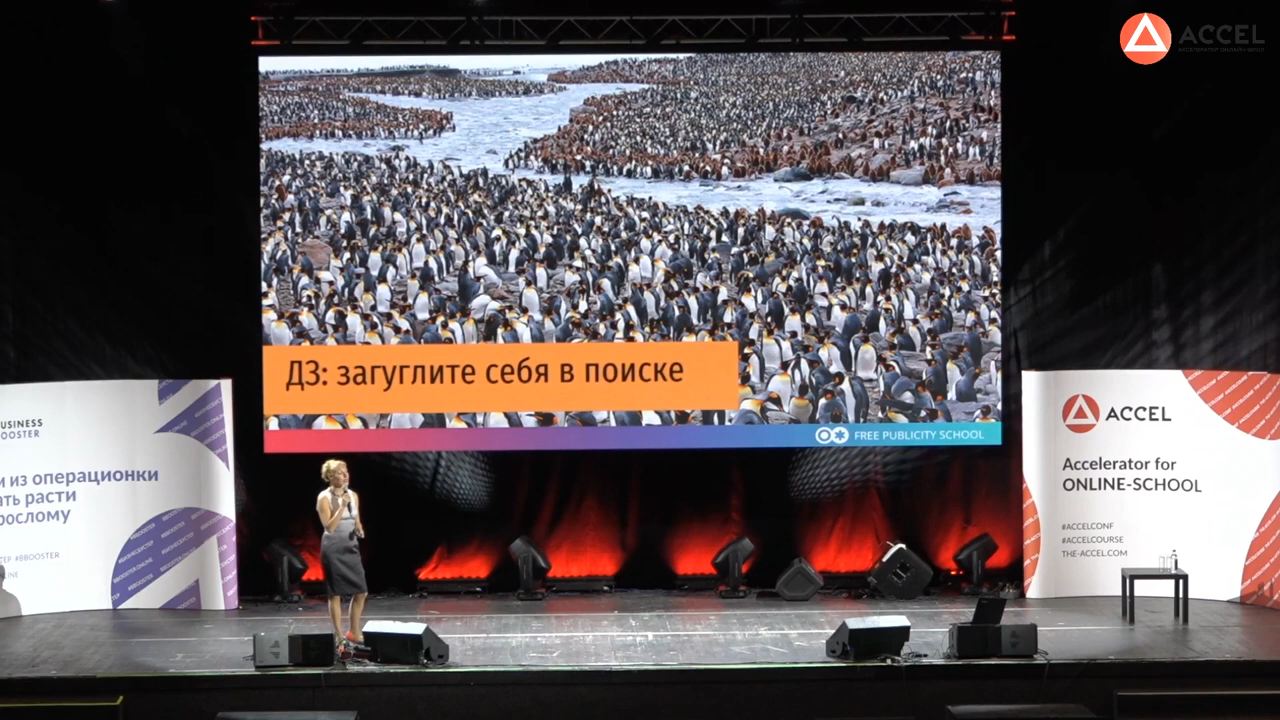 ACCEL
ДЗ: загуглите себя в поиске
FREE PUBLICITY SCHOOL
BUSINESS
BOOSTER
и из операционки
ать расти
рослому
#BBOOSTER
ACCEL
Accelerator for
ONLINE-SCHOOL
#ACCELCONF
#ACCELCOURSE
THE-ACCEL.COM